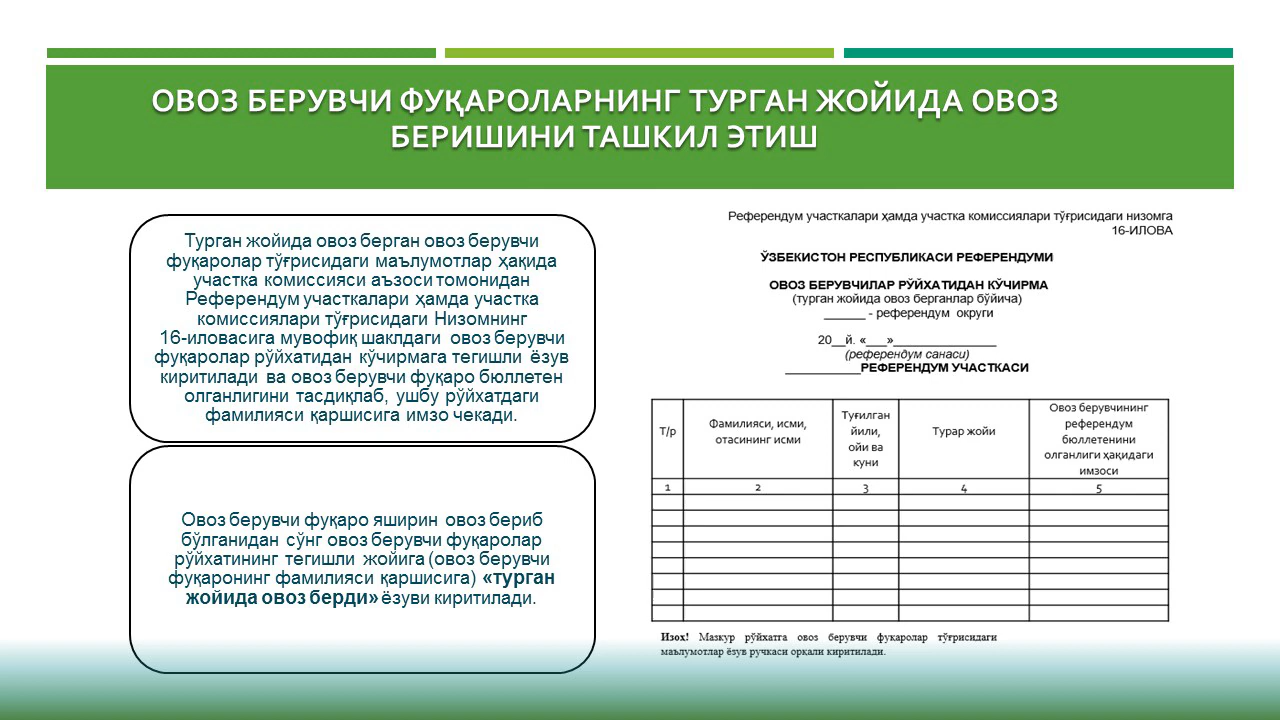 ОВОЗ БЕРУВЧИ ФУҚАРОЛАРНИНГ ТУРГАН ЖОЙИДА ОВОЗ
БЕРИШИНИ ТАШКИЛ ЭТИШ
Турган жойида овоз берган овоз берувчи
фуқаролар тўғрисидаги маълумотлар ҳақида
участка комиссияси аъзоси томонидан
Референдум участкалари ҳамда участка
комиссиялари тўғрисидаги Низомнинг
16-иловасига мувофиқ шаклдаги овоз берувчи
фуқаролар рўйхатидан кўчирмага тегишли ёзув
киритилади ва овоз берувчи фуқаро бюллетен
олганлигини тасдиқлаб, ушбу рўйхатдаги
фамилияси қаршисига имзо чекади.
Овоз берувчи фуқаро яширин овоз бериб
бўлганидан сўнг овоз берувчи фуқаролар
рўйхатининг тегишли жойига (овоз берувчи
фуқаронинг фамилияси қаршисига) «турган
жойида овоз берди» ёзуви киритилади.
Референдум участкалари ҳамда участка комиссиялари тўғрисидаги низомга
16-ИЛОВА
ЎЗБЕКИСТОН РЕСПУБЛИКАСИ РЕФЕРЕНДУМИ
ОВОЗ БЕРУВЧИЛАР РЎЙХАТИДАН КЎЧИРМА
(турган жойида овоз берганлар бўйича)
______ - референдум округи
20__й. «___»_______________
(референдум санаси)
___________РЕФЕРЕНДУМ УЧАСТКАСИ
Т/р
Фамилияси, исми,
отасининг исми
Туғилган
йили,
ойи ва
куни
Турар жойи
Овоз берувчининг
референдум
бюллетенини
олганлиги ҳақидаги
имзоси
1 2 3 4 5
Изох! Мазкур рўйхатга овоз берувчи фукаролар тўғрисидаги
маълумотлар ёзув ручкаси орқали киритилади.